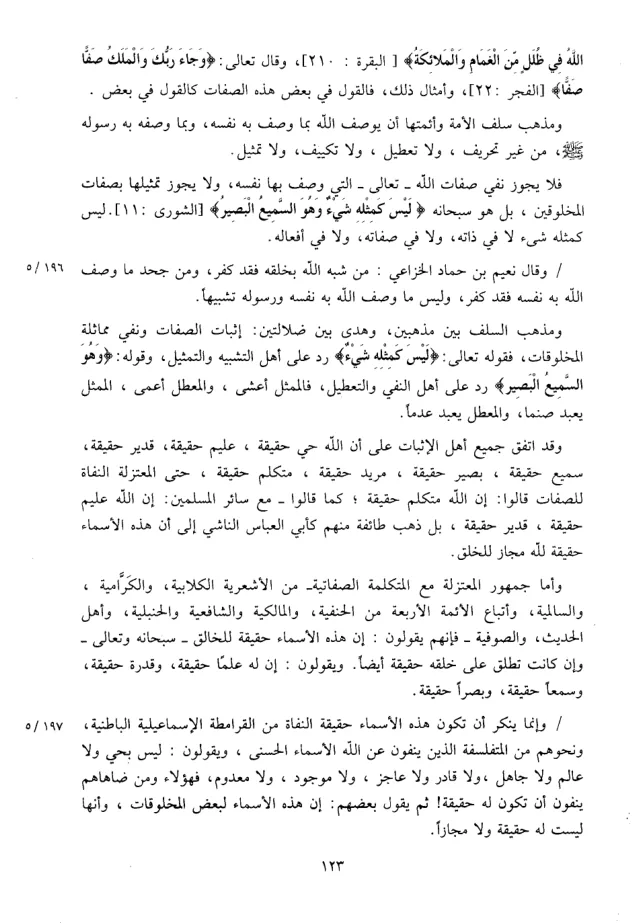 اللَّهُ فِي ظُلَلٍ مِّنَ الْغَمَامِ وَالْمَلائِكَةُ﴾ [ البقرة : ٢١٠]، وقال تعالى: ﴿وَجَاءَ رَبُّكَ وَالْمَلَكُ صَفًّا
صَفًّا﴾ [الفجر :٢٢]، وأمثال ذلك، فالقول في بعض هذه الصفات كالقول في بعض .
ومذهب سلف الأمة وأئمتها أن يوصف الله بما وصف به نفسه، وبما وصفه به رسوله
ﷺ، من غير تحريف ، ولا تعطيل ، ولا تكييف، ولا تمثيل.
فلا يجوز نفي صفات الله ـ تعالى ـ التي وصف بها نفسه، ولا يجوز تمثيلها بصفات
المخلوقين ، بل هو سبحانه ﴿ لَيْسَ كَمِثْلِهِ شَيْءٌ وَهُوَ السَّمِيعُ الْبَصِيرُ﴾ [الشورى :١١].ليس
كمثله شىء لا في ذاته، ولا في صفاته، ولا في أفعاله.
/ وقال نعيم بن حماد الخزاعي : من شبه الله بخلقه فقد كفر، ومن جحد ما وصف ٥/١٩٦
الله به نفسه فقد كفر، وليس ما وصف الله به نفسه ورسوله تشبيهاً.
ومذهب السلف بين مذهبين، وهدى بين ضلالتين: إثبات الصفات ونفي مماثلة
المخلوقات، فقوله تعالى: ﴿لَيْسَ كَمِثْلِهِ شَيْءٌ﴾ رد على أهل التشبيه والتمثيل، وقوله: ﴿وَهُوَ
السَّمِيعُ الْبَصِير﴾ رد على أهل النفي والتعطيل، فالممثل أعشى ، والمعطل أعمى ، الممثل
يعبد صنما، والمعطل يعبد عدماً.
وقد اتفق جميع أهل الإثبات على أن الله حي حقيقة ، عليم حقيقة، قدير حقيقة،
سميع حقيقة ، بصير حقيقة ، مريد حقيقة ، متكلم حقيقة ، حتى المعتزلة النفاة
للصفات قالوا: إن الله متكلم حقيقة ؛ كما قالوا ـ مع سائر المسلمين: إن الله عليم
حقيقة ، قدير حقيقة ، بل ذهب طائفة منهم كأبي العباس الناشي إلى أن هذه الأسماء
حقيقة لله مجاز للخلق.
وأما جمهور المعتزلة مع المتكلمة الصفاتيةـ من الأشعرية الكلابية، والكَرَّامية ،
والسالمية، وأتباع الأئمة الأربعة من الحنفية، والمالكية والشافعية والحنبلية، وأهل
الحديث، والصوفية ـ فإنهم يقولون : إن هذه الأسماء حقيقة للخالق ـ سبحانه وتعالى ـ
وإن كانت تطلق على خلقه حقيقة أيضاً. ويقولون : إن له علمًا حقيقة، وقدرة حقيقة،
وسمعاً حقيقة، وبصراً حقيقة.
/ وإنما ينكر أن تكون هذه الأسماء حقيقة النفاة من القرامطة الإسماعيلية الباطنية، ٥/١٩٧
ونحوهم من المتفلسفة الذين ينفون عن الله الأسماء الحسنى ، ويقولون : ليس بحي ولا
عالم ولا جاهل ،ولا قادر ولا عاجز ، ولا موجود ، ولا معدوم، فهؤلاء ومن ضاهاهم
ينفون أن تكون له حقيقة! ثم يقول بعضهم: إن هذه الأسماء لبعض المخلوقات ، وأنها
ليست له حقيقة ولا مجازاً.
١٢٣